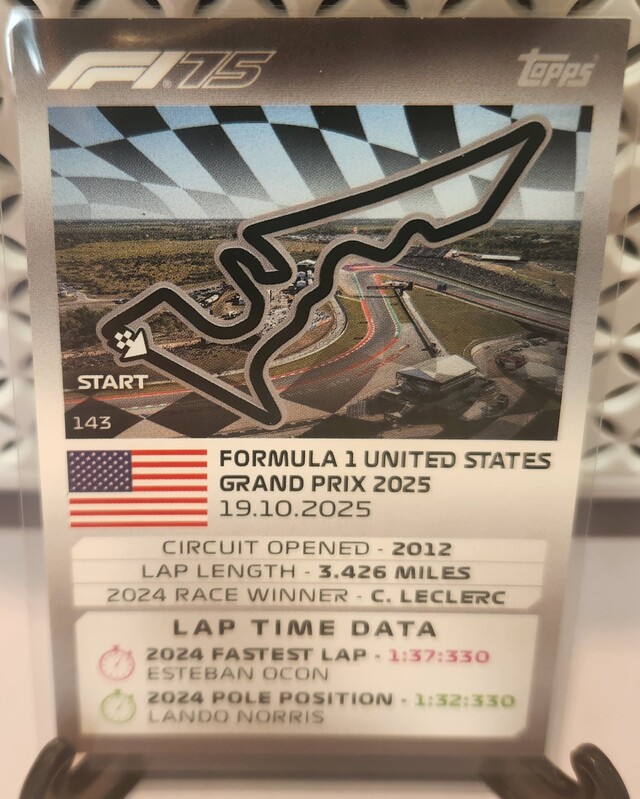 F1 75
topps
START
143
FORMULA 1 UNITED STATES
GRAND PRIX 2025
19.10.2025
CIRCUIT OPENED - 2012
LAP LENGTH - 3.426 MILES
2024 RACE WINNER - C. LECLERC
LAP TIME DATA
2024 FASTEST LAP - 1:37:330
ESTEBAN OCON
2024 POLE POSITION - 1:32:330
LANDO NORRIS